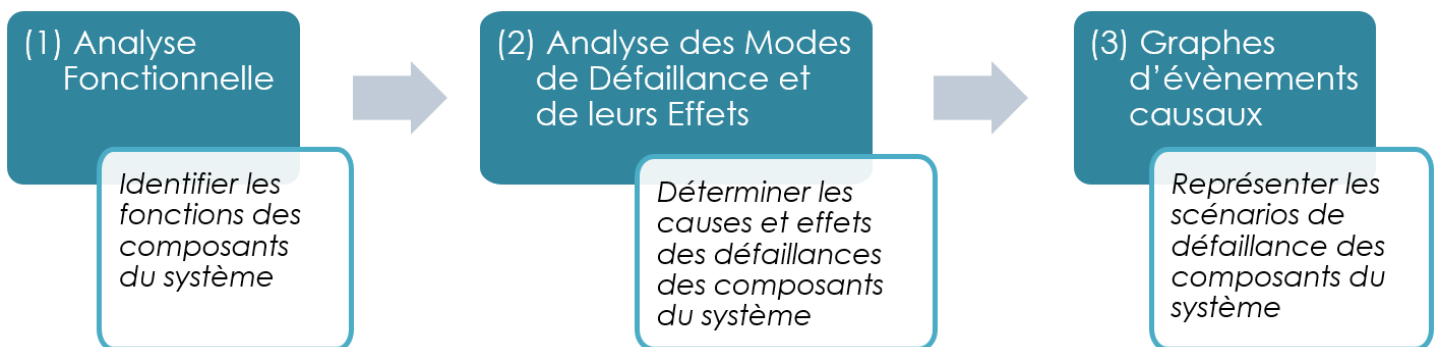 (1) Analyse
Fonctionnelle
Identifier les
fonctions des
composants
du système
(2) Analyse des Modes
de Défaillance et
de leurs Effets
Déterminer les
causes et effets
des défaillances
des composants
du système
(3) Graphes
d’évènements
causaux
Représenter les
scénarios de
défaillance des
composants du
système